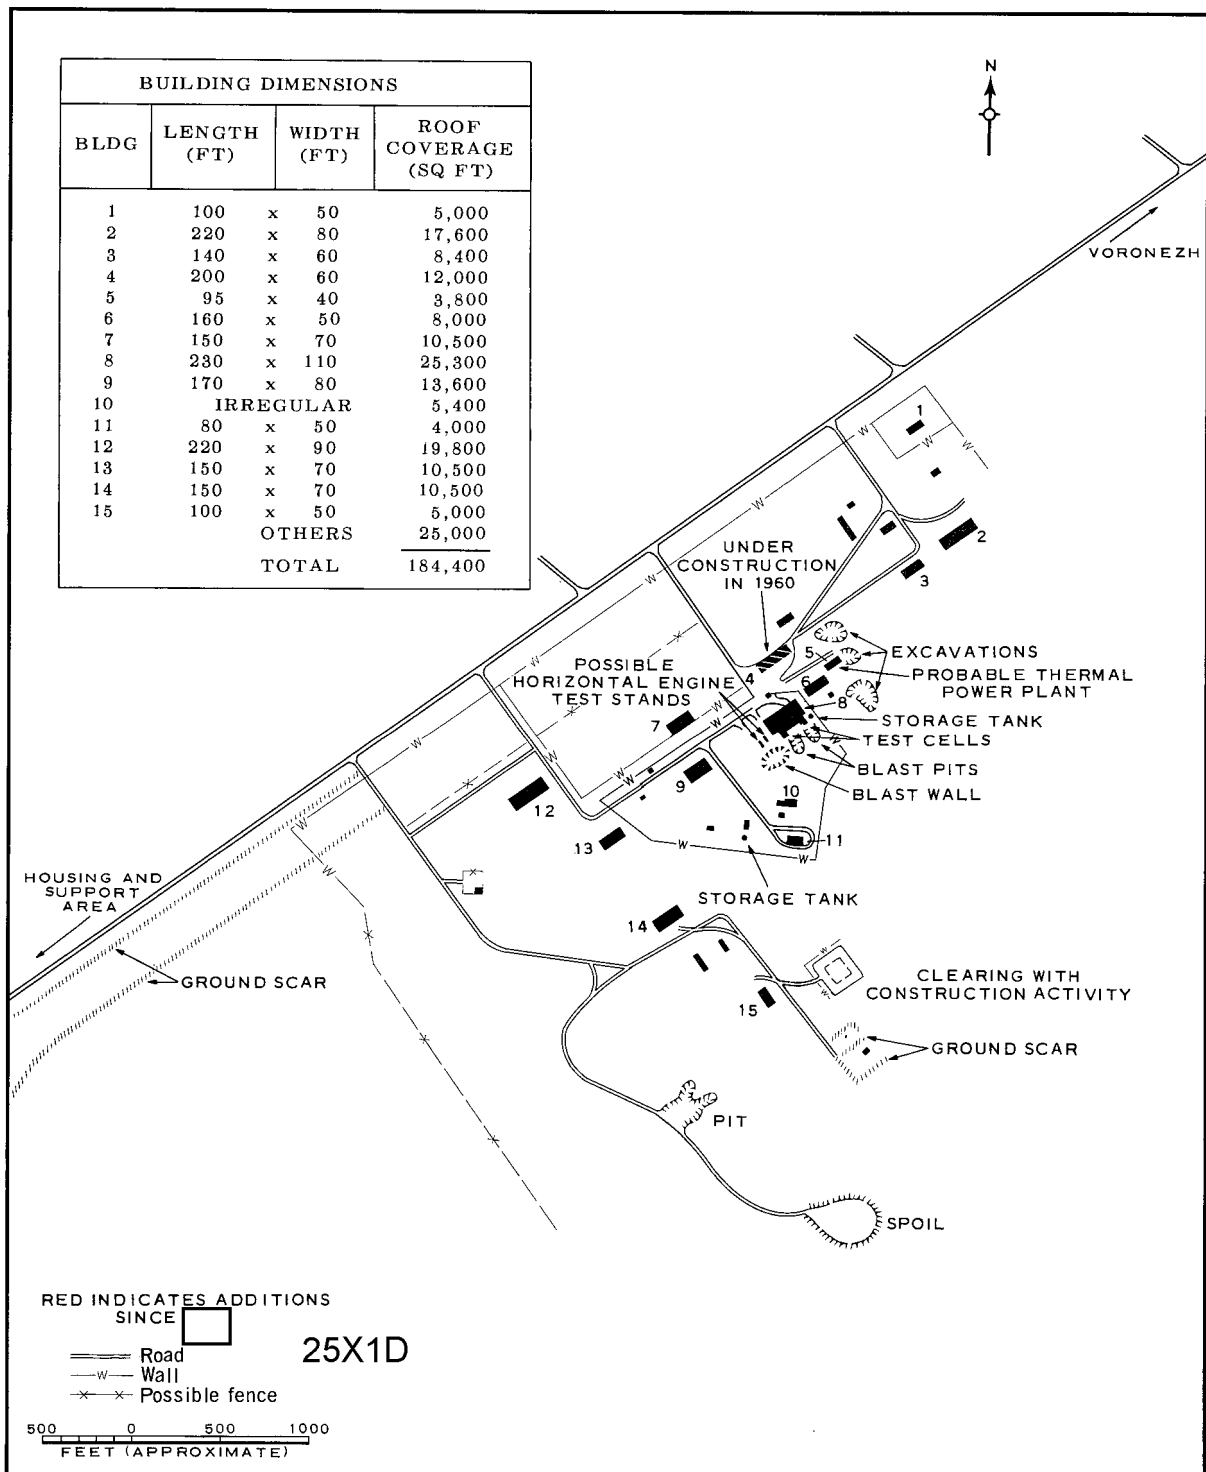 BUILDING DIMENSIONS
BLDG LENGTH (FT) WIDTH (FT) ROOF COVERAGE (SQ FT)
1 100 x 50 5,000
2 220 x 80 17,600
3 140 x 60 8,400
4 200 x 60 12,000
5 95 x 40 3,800
6 160 x 50 8,000
7 150 x 70 10,500
8 230 x 110 25,300
9 170 x 80 13,600
10 IRREGULAR 5,400
11 80 x 50 4,000
12 220 x 90 19,800
13 150 x 70 10,500
14 150 x 70 10,500
15 100 x 50 5,000
OTHERS 25,000
TOTAL 184,400
N
VORONEZH
1
2
3
UNDER
CONSTRUCTION
IN 1960
4
5
6
EXCAVATIONS
PROBABLE THERMAL
POWER PLANT
POSSIBLE
HORIZONTAL ENGINE
TEST STANDS
7
8
STORAGE TANK
TEST CELLS
BLAST PITS
BLAST WALL
9
10
11
12
13
STORAGE TANK
HOUSING AND
SUPPORT
AREA
GROUND SCAR
14
15
CLEARING WITH
CONSTRUCTION ACTIVITY
GROUND SCAR
PIT
SPOIL
RED INDICATES ADDITIONS
SINCE
25X1D
Road
W Wall
Possible fence
500 0 500 1000
FEET (APPROXIMATE)